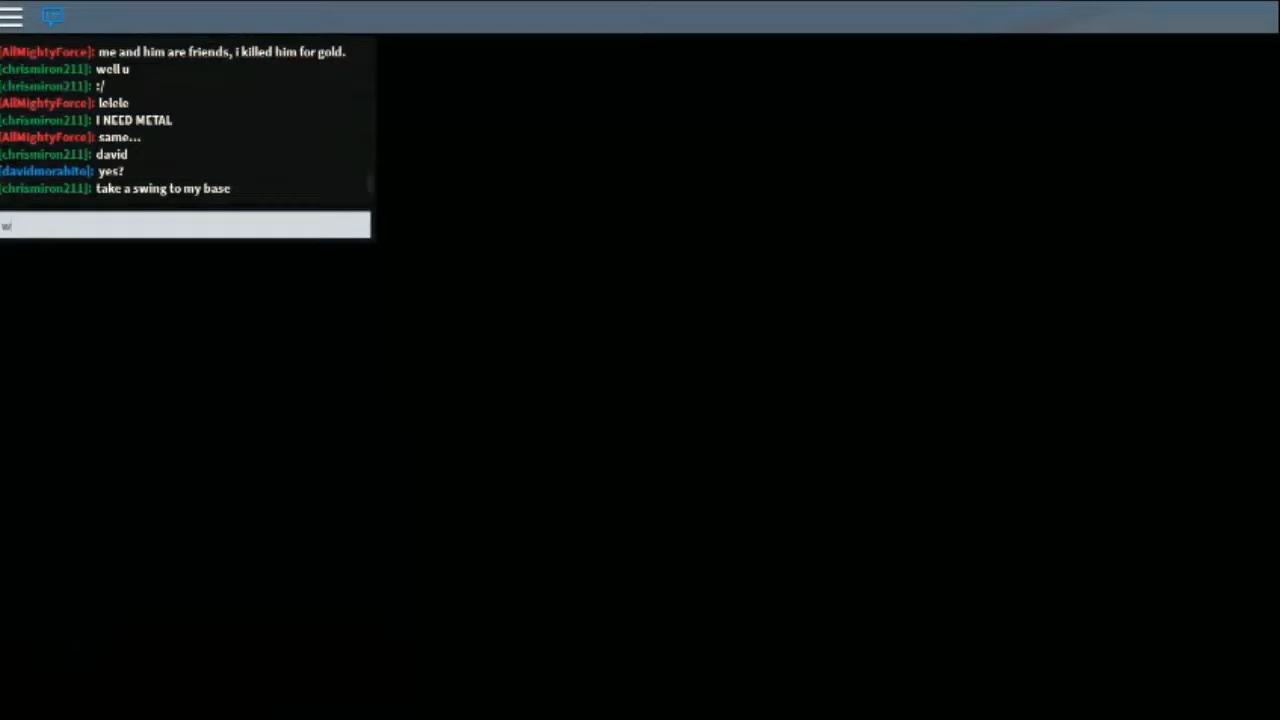 [AllMightyForce]: me and him are friends, i killed him for gold.
[chrismiron211]: well u
[chrismiron211]: :/
[AllMightyForce]: lelele
[chrismiron211]: I NEED METAL
[AllMightyForce]: same...
[chrismiron211]: david
[davidmorahito]: yes?
[chrismiron211]: take a swing to my base